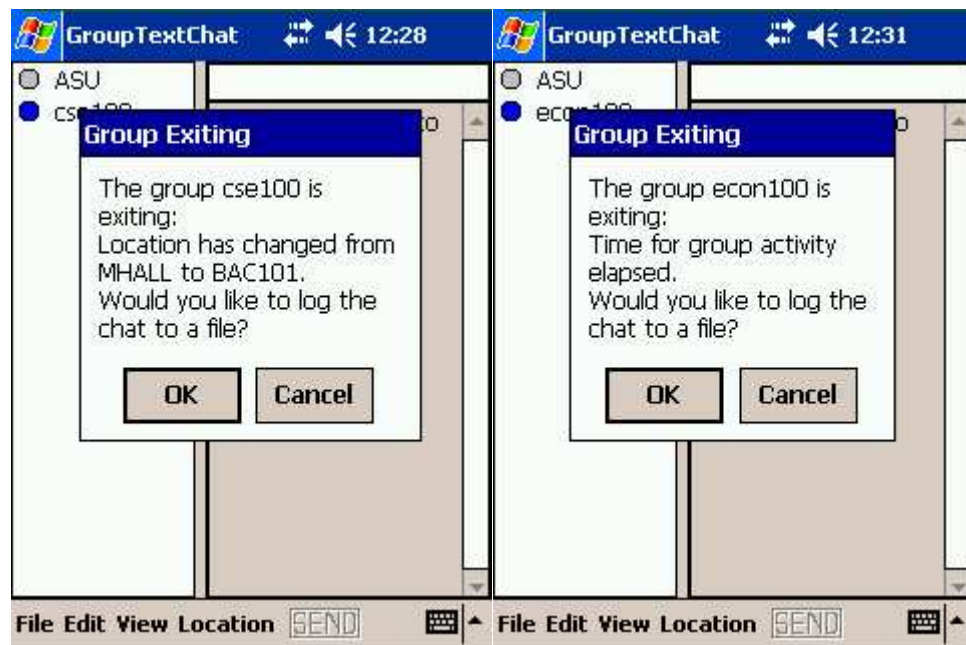 GroupTextChat 12:28
ASU
Group Exiting
The group cse100 is
exiting:
Location has changed from
MHALL to BAC101.
Would you like to log the
chat to a file?
OK Cancel
File Edit View Location SEND
GroupTextChat 12:31
ASU
Group Exiting
The group econ100 is
exiting:
Time for group activity
elapsed.
Would you like to log the
chat to a file?
OK Cancel
File Edit View Location SEND